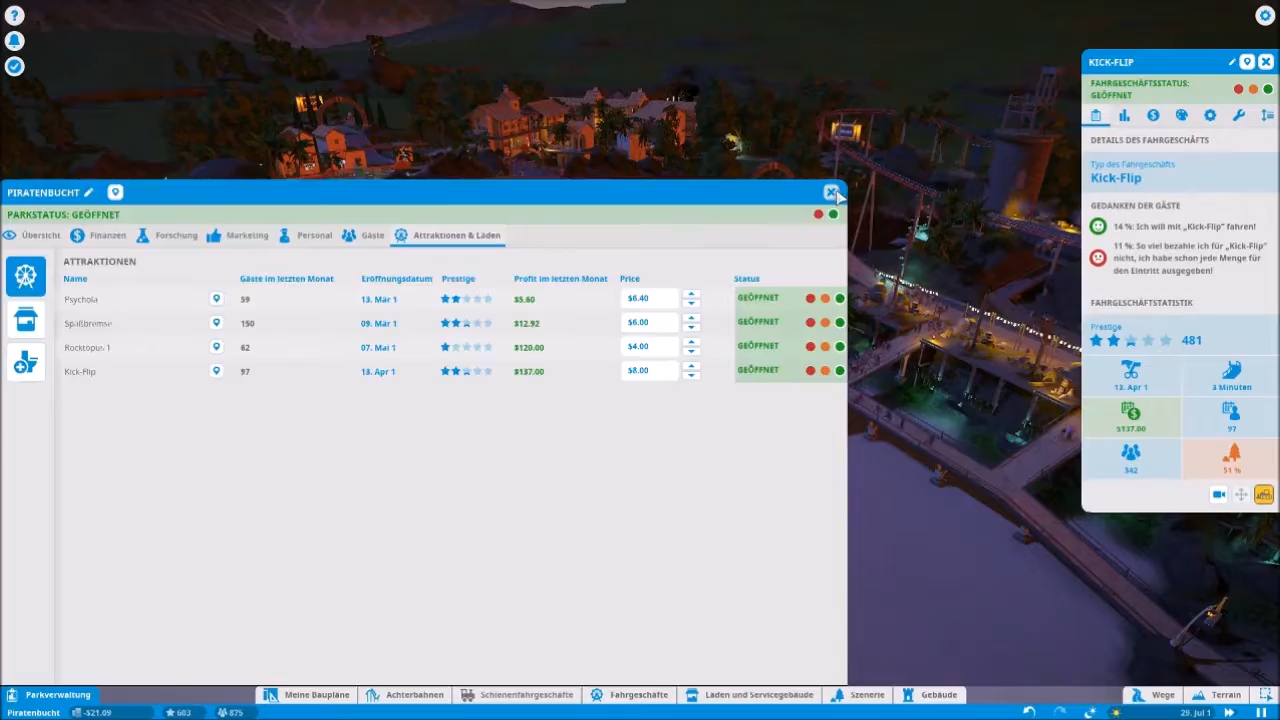 KICK-FLIP
FAHRGESCHÄFTSSTATUS:
GEÖFFNET
DETAILS DES FAHRGESCHÄFTS
Typ des Fahrgeschäfts
Kick-Flip
GEDANKEN DER GÄSTE
14 %: Ich will mit „Kick-Flip“ fahren!
11 %: So viel bezahle ich für „Kick-Flip“
nicht, ich habe schon jede Menge für
den Eintritt ausgegeben!
FAHRGESCHÄFTSTATISTIK
Prestige
481
13. Apr 1 3 Minuten
$137.00 97
342 51 %
PIRATENBUCHT
PARKSTATUS: GEÖFFNET
Übersicht Finanzen Forschung Marketing Personal Gäste Attraktionen & Läden
ATTRAKTIONEN
Name Gäste im letzten Monat Eröffnungsdatum Prestige Profit im letzten Monat Price Status
Psychola 59 13. Mär 1 $5.60 $6.40 GEÖFFNET
Spaßbremse 150 09. Mär 1 $12.92 $6.00 GEÖFFNET
Rocktopus 1 62 07. Mai 1 $120.00 $4.00 GEÖFFNET
Kick-Flip 97 13. Apr 1 $137.00 $8.00 GEÖFFNET
Parkverwaltung Meine Baupläne Achterbahnen Schienenfahrgeschäfte Fahrgeschäfte Läden und Servicegebäude Szenerie Gebäude Wege Terrain
Piratenbucht -$21.09 603 875 29. Jul 1